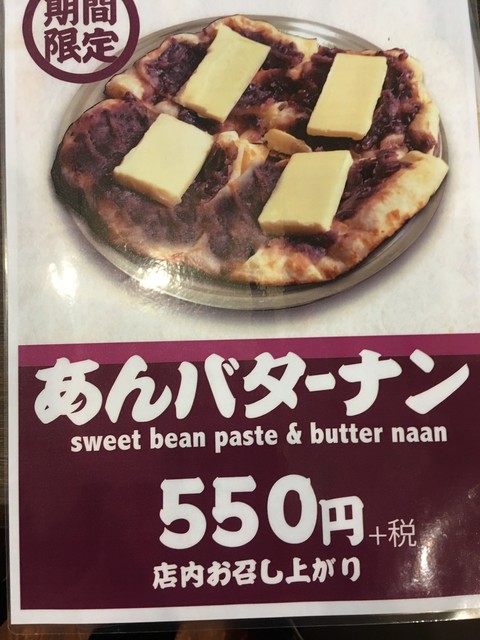 期間
限定
あんバターナン
sweet bean paste & butter naan
550円+税
店内お召し上がり